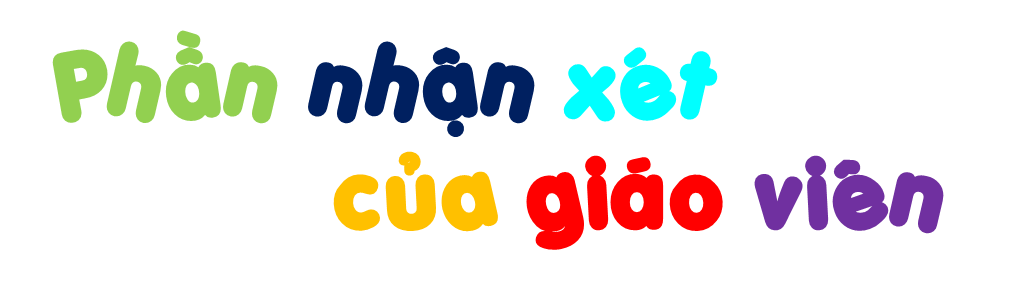 Phần nhận xét
của giáo viên